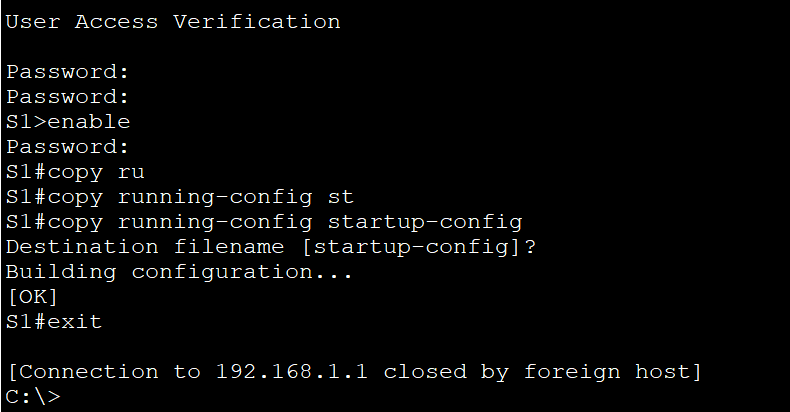 User Access Verification
Password:
Password:
S1>enable
Password:
S1#copy ru
S1#copy running-config st
S1#copy running-config startup-config
Destination filename [startup-config]?
Building configuration...
[OK]
S1#exit
[Connection to 192.168.1.1 closed by foreign host]
C:\>